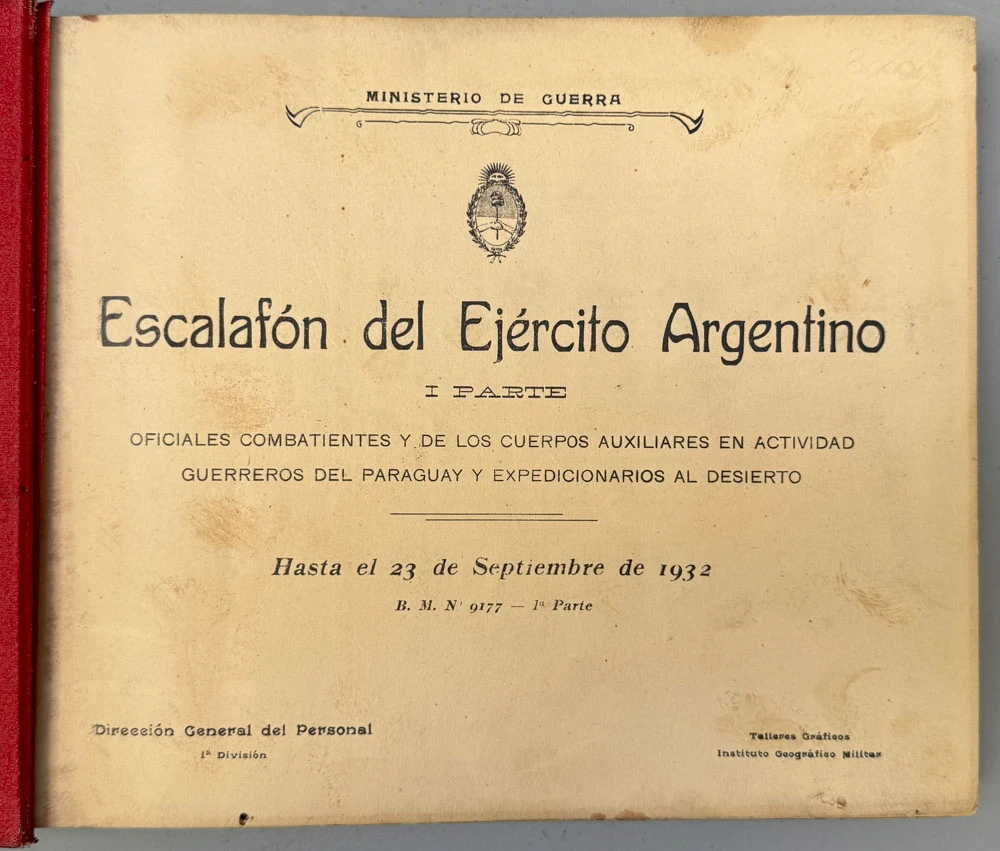 MINISTERIO DE GUERRA
Escalafón del Ejército Argentino
I PARTE
OFICIALES COMBATIENTES Y DE LOS CUERPOS AUXILIARES EN ACTIVIDAD
GUERREROS DEL PARAGUAY Y EXPEDICIONARIOS AL DESIERTO
Hasta el 23 de Septiembre de 1932
B. M. Nº 9177 — 1ª Parte
Dirección General del Personal
1ª División
Talleres Gráficos
Instituto Geográfico Militar